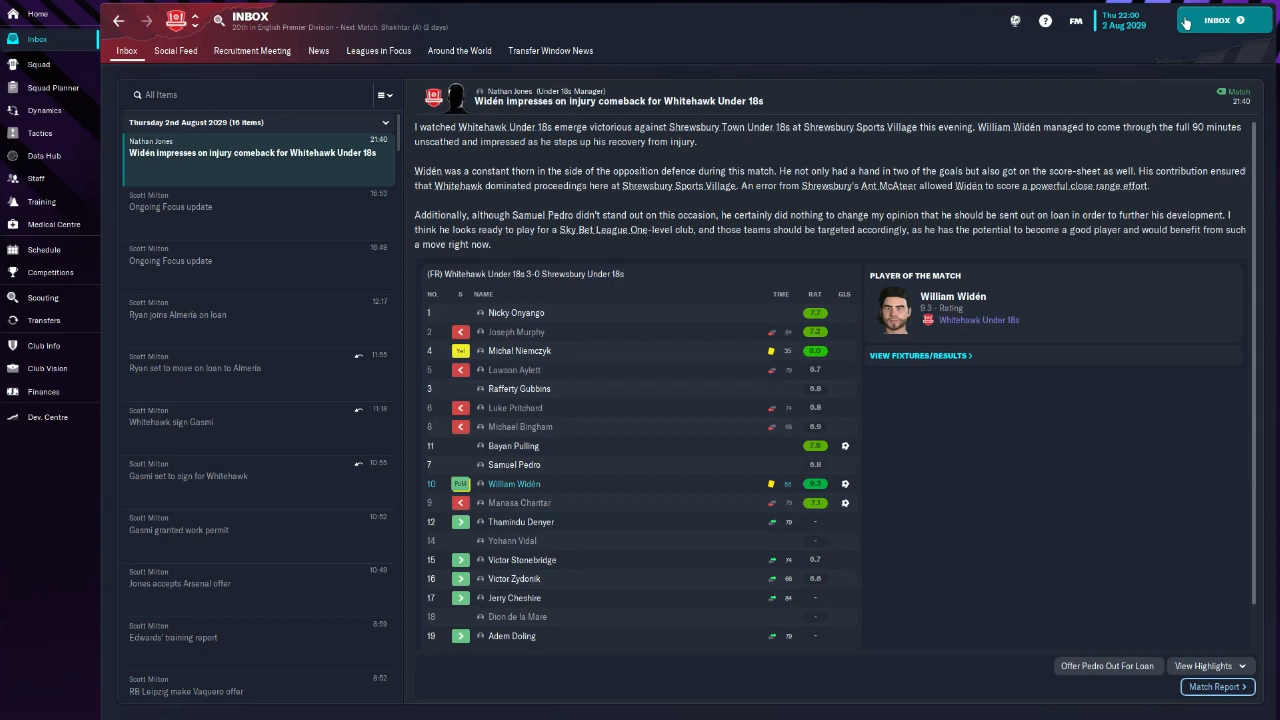 Home
Inbox
Squad
Squad Planner
Dynamics
Tactics
Data Hub
Staff
Training
Medical Centre
Schedule
Competitions
Scouting
Transfers
Club Info
Club Vision
Finances
Dev. Centre
INBOX
20th in English Premier Division - Next Match: Shakhtar (A) (2 days)
FM
Thu 22:00
2 Aug 2029
INBOX
Inbox
Social Feed
Recruitment Meeting
News
Leagues in Focus
Around the World
Transfer Window News
All Items
Thursday 2nd August 2029 (16 items)
Nathan Jones 21:40
Widén impresses on injury comeback for Whitehawk Under 18s
Scott Milton 16:53
Ongoing Focus update
Scott Milton 16:49
Ongoing Focus update
Scott Milton 12:17
Ryan joins Almería on loan
Scott Milton 11:55
Ryan set to move on loan to Almería
Scott Milton 11:18
Whitehawk sign Gasmi
Scott Milton 10:55
Gasmi set to sign for Whitehawk
Scott Milton 10:52
Gasmi granted work permit
Scott Milton 10:49
Jones accepts Arsenal offer
Scott Milton 8:59
Edwards' training report
Scott Milton 8:52
RB Leipzig make Vaquero offer
Nathan Jones (Under 18s Manager)
Widén impresses on injury comeback for Whitehawk Under 18s
Match
21:40
I watched Whitehawk Under 18s emerge victorious against Shrewsbury Town Under 18s at Shrewsbury Sports Village this evening. William Widén managed to come through the full 90 minutes
unscathed and impressed as he steps up his recovery from injury.
Widén was a constant thorn in the side of the opposition defence during this match. He not only had a hand in two of the goals but also got on the score-sheet as well. His contribution ensured
that Whitehawk dominated proceedings here at Shrewsbury Sports Village. An error from Shrewsbury's Ant McAteer allowed Widén to score a powerful close range effort.
Additionally, although Samuel Pedro didn't stand out on this occasion, he certainly did nothing to change my opinion that he should be sent out on loan in order to further his development. I
think he looks ready to play for a Sky Bet League One-level club, and those teams should be targeted accordingly, as he has the potential to become a good player and would benefit from such
a move right now.
(FR) Whitehawk Under 18s 3-0 Shrewsbury Under 18s
NO. S NAME TIME RAT GLS
1 Nicky Onyango 7.7
2 Joseph Murphy 84 7.2
4 Yel Michal Niemczyk 35 8.0
5 Lawson Aylett 79 6.7
3 Rafferty Gubbins 6.8
6 Luke Pritchard 74 6.8
8 Michael Bingham 68 6.9
11 Bayan Pulling 7.8
7 Samuel Pedro 6.8
10 PoM William Widén 55 9.3
9 Manasa Charitar 79 7.1
12 Thamindu Denyer 79 -
14 Yohann Vidal -
15 Victor Stonebridge 74 6.7
16 Victor Zydonik 68 6.6
17 Jerry Cheshire 84 -
18 Dion de la Mare -
19 Adem Doling 79 -
PLAYER OF THE MATCH
William Widén
9.3 - Rating
Whitehawk Under 18s
VIEW FIXTURES/RESULTS >
Offer Pedro Out For Loan
View Highlights
Match Report >